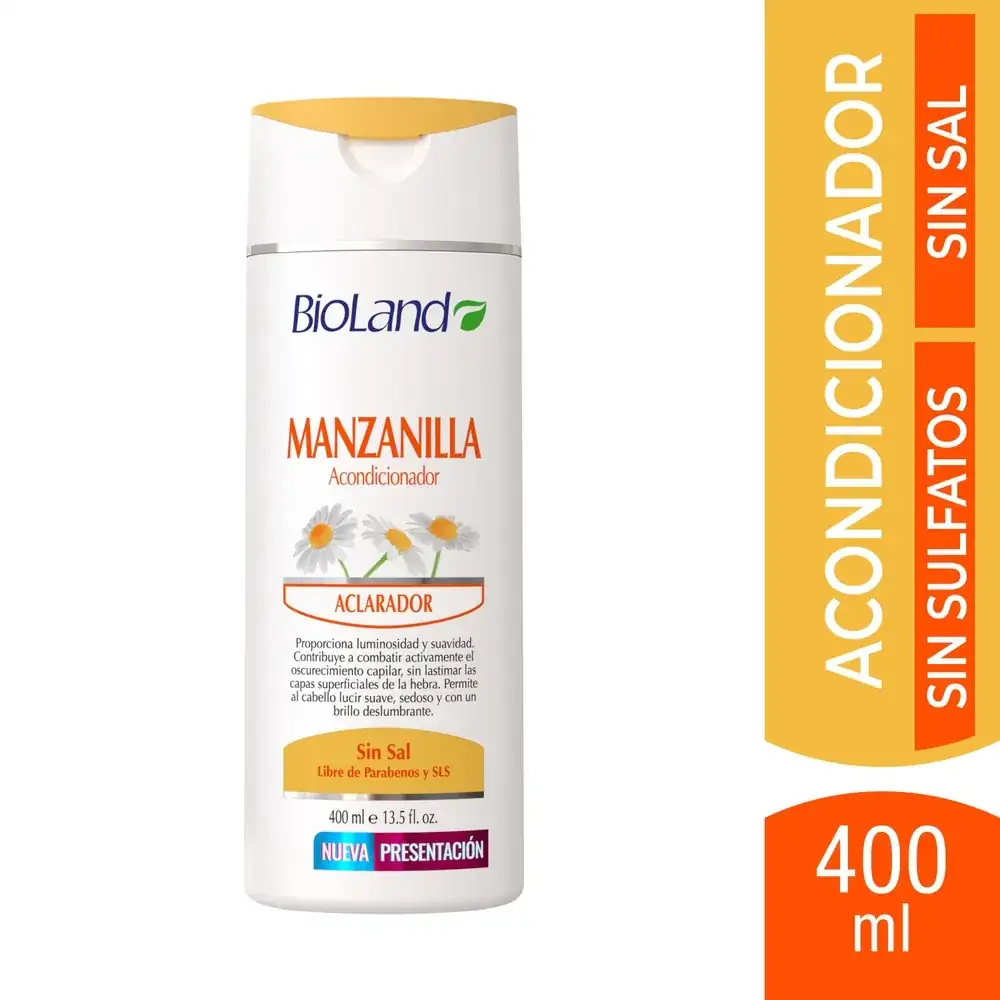 BioLand
MANZANILLA
Acondicionador
ACLARADOR
Proporciona luminosidad y suavidad.
Contribuye a combatir activamente el
oscurecimiento capilar, sin lastimar las
capas superficiales de la hebra. Permite
al cabello lucir suave, sedoso y con un
brillo deslumbrante.
Sin Sal
Libre de Parabenos y SLS
400 ml e 13.5 fl. oz.
NUEVA PRESENTACIÓN
ACONDICIONADOR
SIN SAL
SIN SULFATOS
400
ml